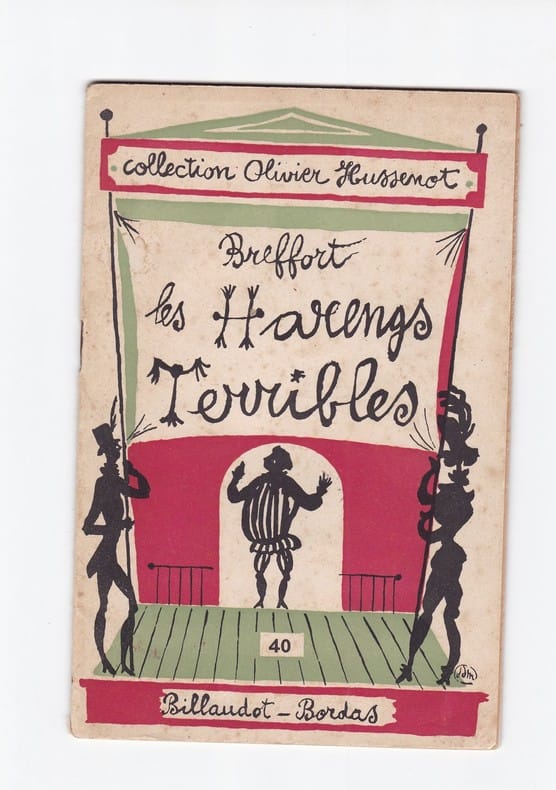 collection Olivier Hussenot
Breffort
les Harengs
Terribles
40
Billaudot - Bordas